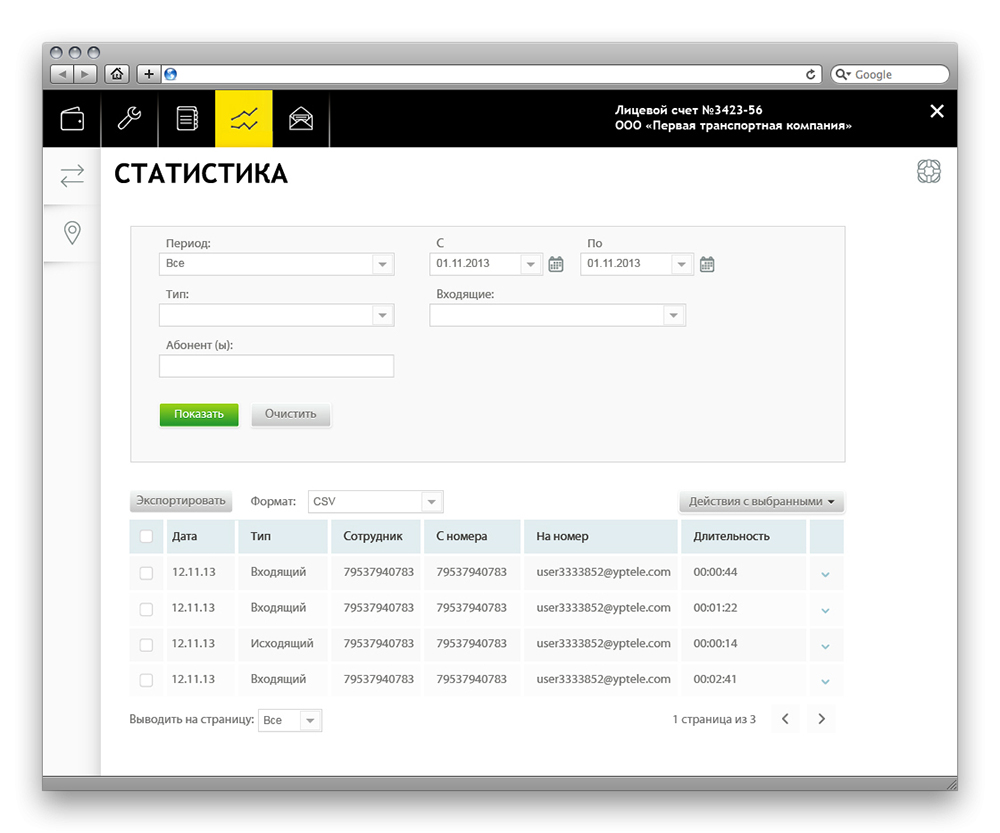 Google
Лицевой счет №3423-56
ООО «Первая транспортная компания»
СТАТИСТИКА
Период: С По
Все 01.11.2013 01.11.2013
Тип: Входящие:
Абонент (ы):
Показать Очистить
Экспортировать Формат: CSV Действия с выбранными
Дата Тип Сотрудник С номера На номер Длительность
12.11.13 Входящий 79537940783 79537940783 user3333852@yptele.com 00:00:44
12.11.13 Входящий 79537940783 79537940783 user3333852@yptele.com 00:01:22
12.11.13 Исходящий 79537940783 79537940783 user3333852@yptele.com 00:00:14
12.11.13 Входящий 79537940783 79537940783 user3333852@yptele.com 00:02:41
Выводить на страницу: Все 1 страница из 3